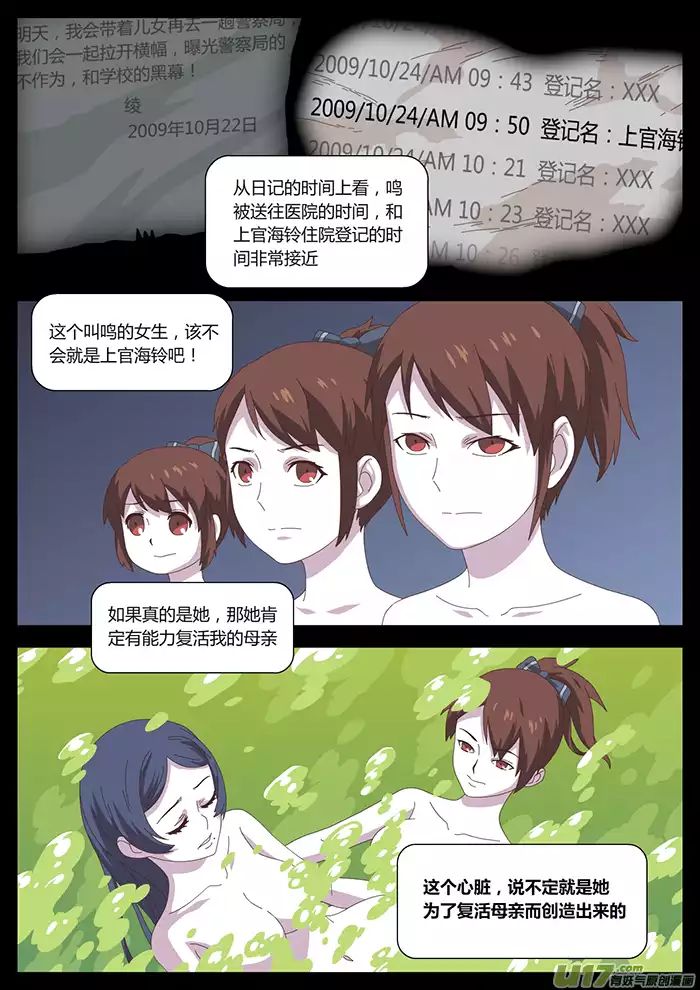 明天，我会带着儿女再去一趟警察局，
我们会一起拉开横幅，曝光警察局的
不作为，和学校的黑幕！
绫
2009年10月22日
2009/10/24/AM 09：43 登记名：XXX
2009/10/24/AM 09：50 登记名：上官海铃
2009/10/24/AM 10：21 登记名：XXX
AM 10：23 登记名：XXX
AM 10：26 登记名
从日记的时间上看，鸣
被送往医院的时间，和
上官海铃住院登记的时
间非常接近
这个叫鸣的女生，该不
会就是上官海铃吧！
如果真的是她，那她肯
定有能力复活我的母亲
这个心脏，说不定就是她
为了复活母亲而创造出来的
U17.com
有妖气原创漫画